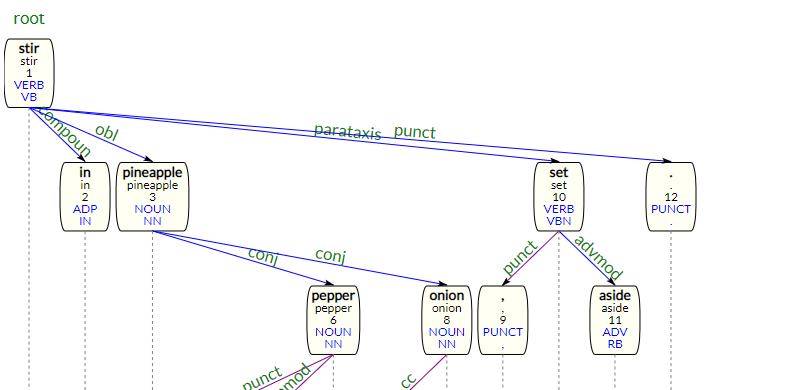 root
stir
stir
1
VERB
VB
compoun
obl
parataxis
punct
in
in
2
ADP
IN
pineapple
pineapple
3
NOUN
NN
set
set
10
VERB
VBN
.
.
12
PUNCT
.
conj
conj
punct
advmod
pepper
pepper
6
NOUN
NN
onion
onion
8
NOUN
NN
,
,
9
PUNCT
,
aside
aside
11
ADV
RB
punct
mod
cc